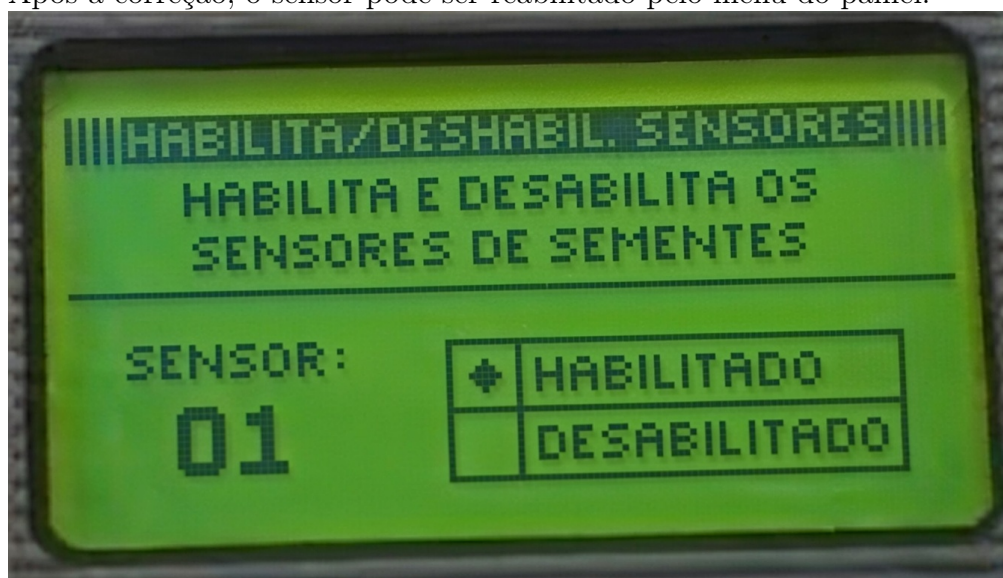 Após a correção, o sensor pode ser reabilitado pelo menu do painel.
HABILITA/DESHABIL. SENSORES
HABILITA E DESABILITA OS
SENSORES DE SEMENTES
SENSOR:
01
HABILITADO
DESABILITADO